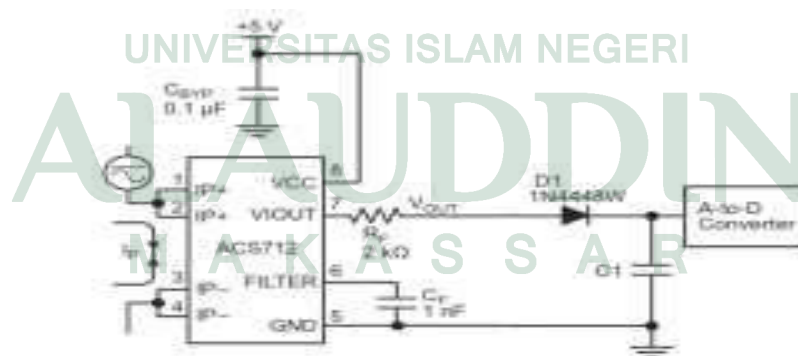 +5 V
UNIVERSITAS ISLAM NEGERI
CBYP
0.1 µF
ALAUDDIN
MAKASSAR
1
IP+
2
IP+
IP
3
IP–
4
IP–
ACS712
VCC
8
VIOUT
7
FILTER
6
GND
5
RF
2 kΩ
VOUT
CF
1 nF
D1
1N4448W
C1
A-to-D
Converter